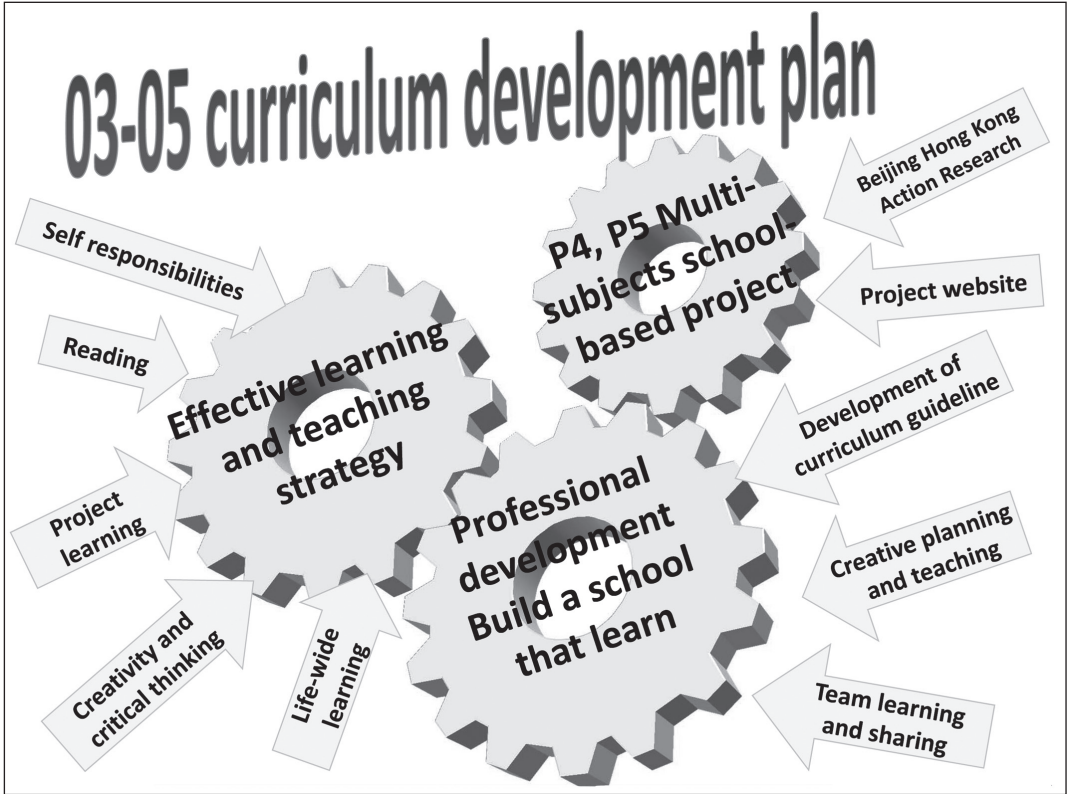 03-05 curriculum development plan
Self responsibilities
Reading
Project
learning
Creativity and
critical thinking
Life-wide
learning
Effective learning
and teaching
strategy
P4, P5 Multi-
subjects school-
based project
Professional
development
Build a school
that learn
Beijing Hong Kong
Action Research
Project website
Development of
curriculum guideline
Creative planning
and teaching
Team learning
and sharing